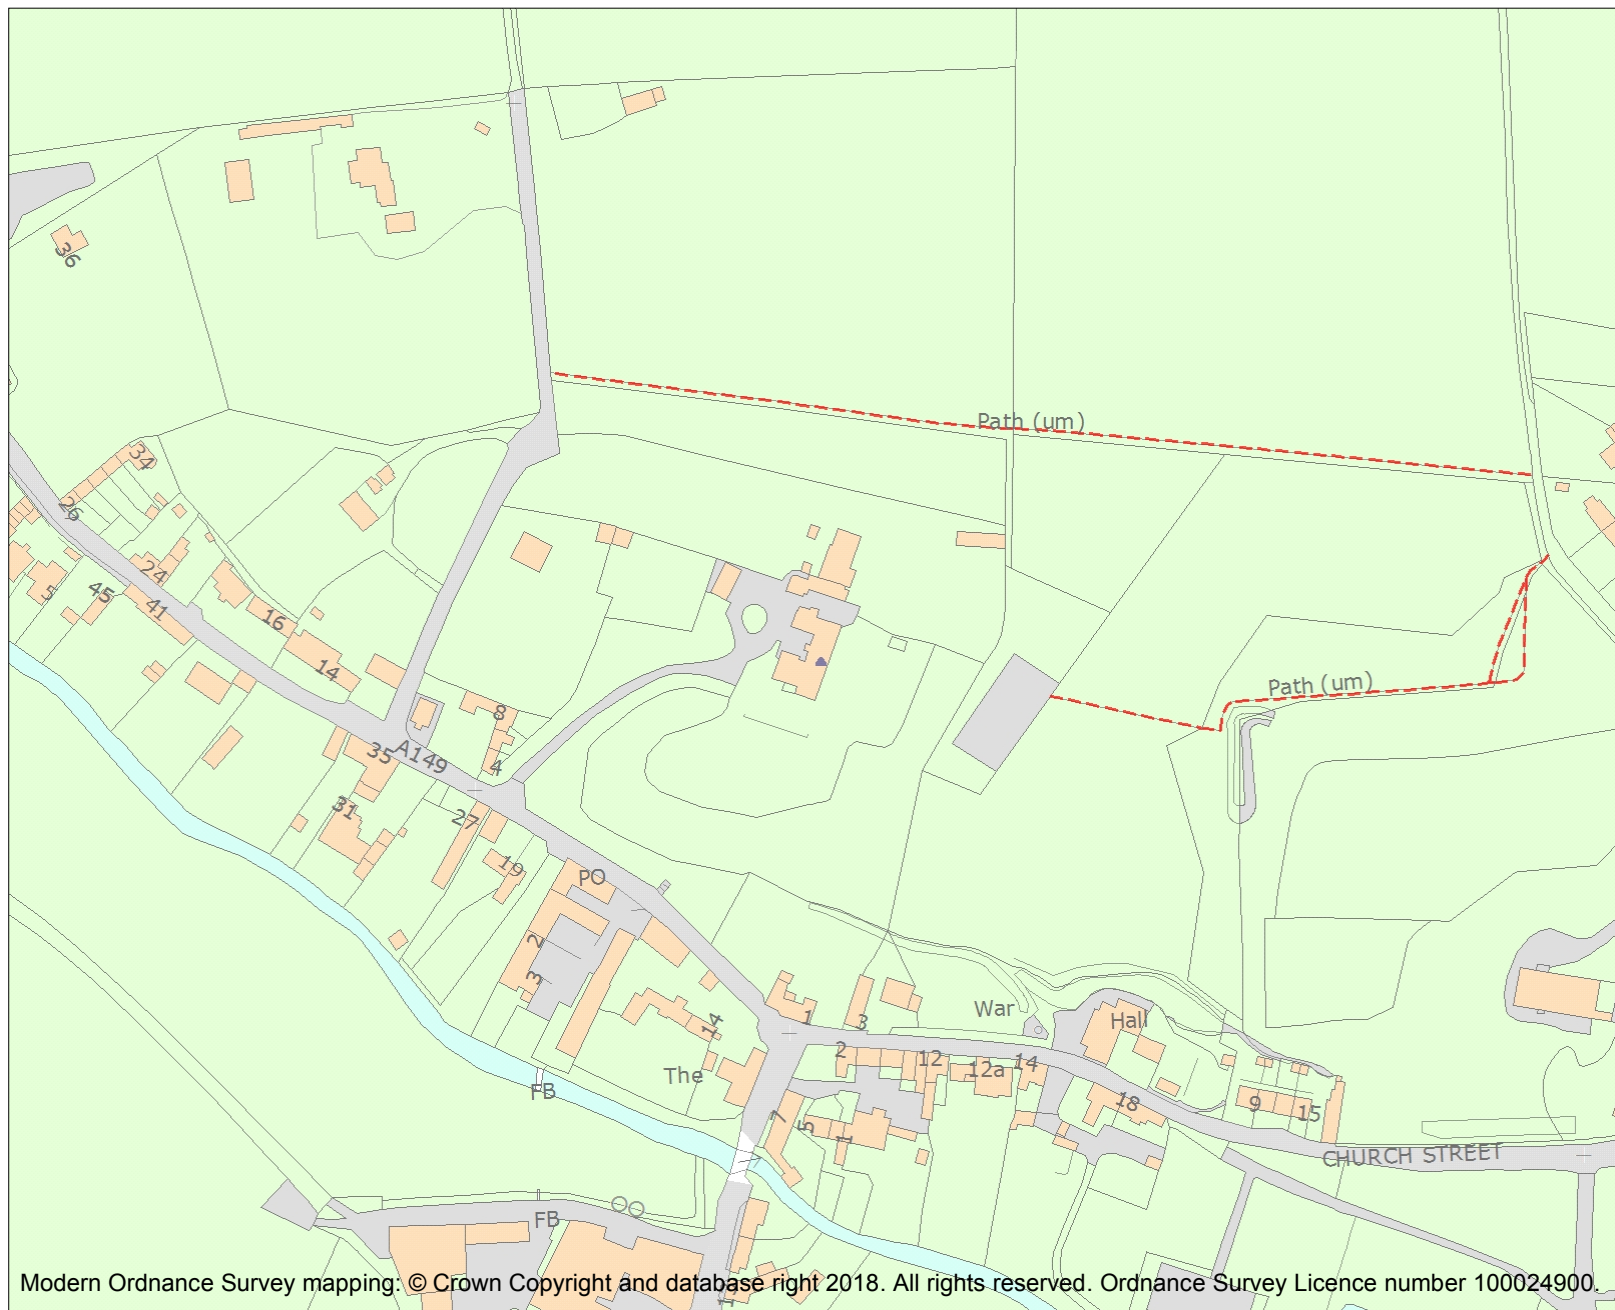 36
Path (um)
34
26
24
5
45
41
16
14
Path (um)
8
35
A149
4
31
27
19
PO
2
3
14
1
3
War
Hall
2
12
12a
14
The
FB
7
5
1
18
9
15
CHURCH STREET
FB
Modern Ordnance Survey mapping: © Crown Copyright and database right 2018. All rights reserved. Ordnance Survey Licence number 100024900.